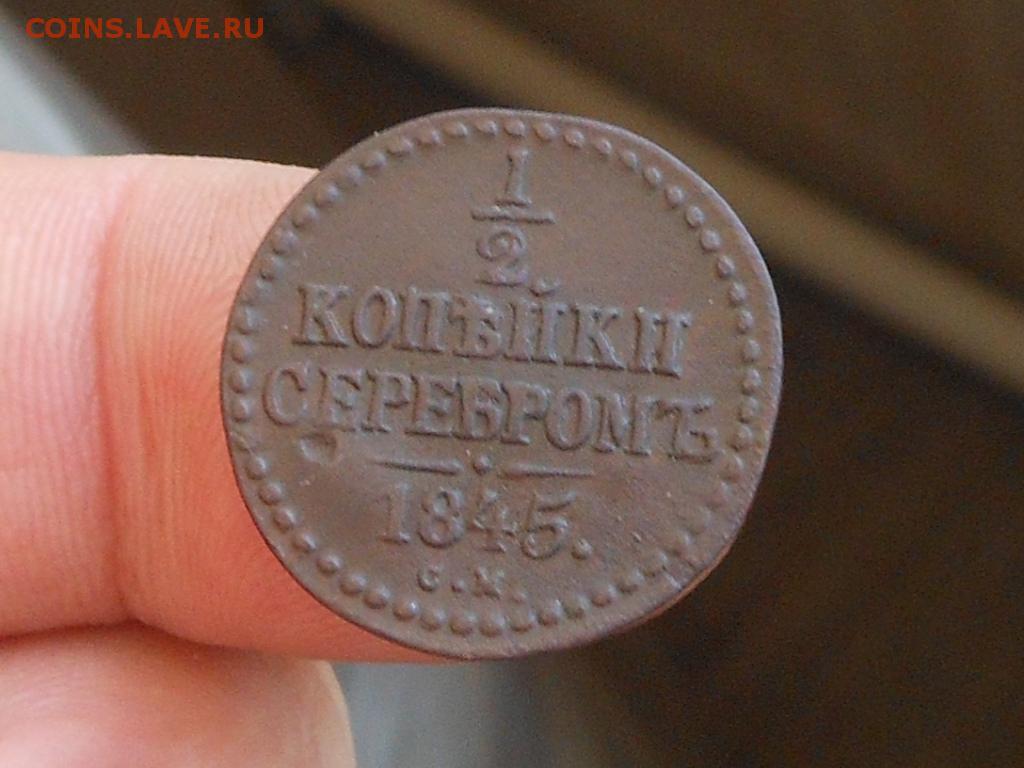 COINS.LAVE.RU
1
2.
КОПѢЙКИ
СЕРЕБРОМЪ
1845.
С.М.